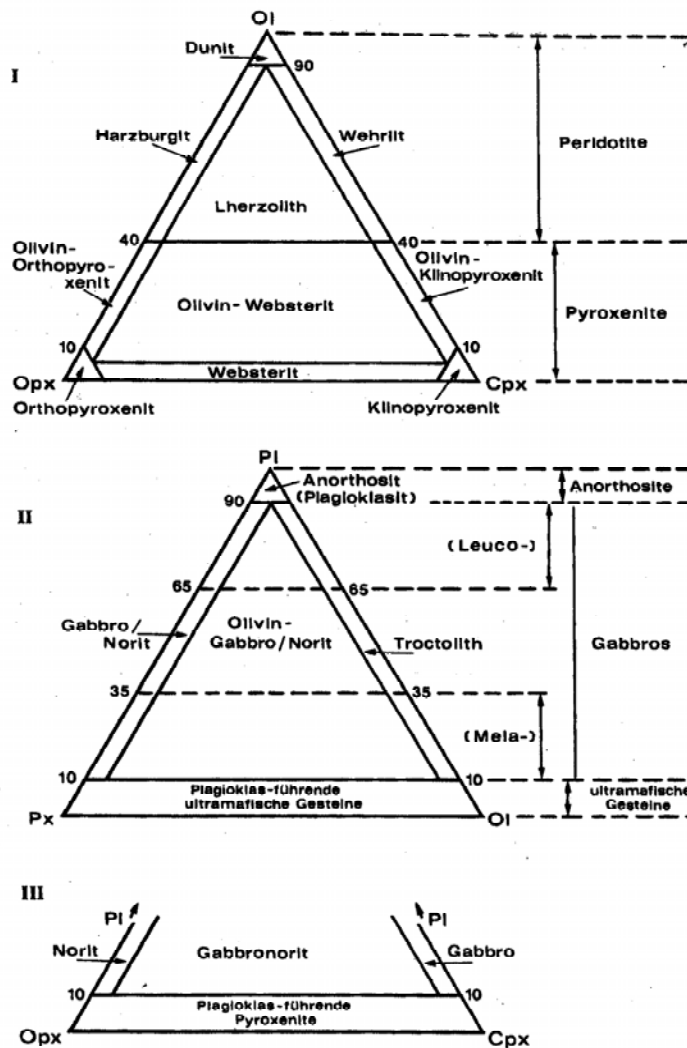 I
Ol
Dunit
90
Harzburgit
Wehrlit
Peridotite
Lherzolith
40
40
Olivin-
Orthopyro-
xenit
Olivin-
Klinopyroxenit
Olivin-Websterit
Pyroxenite
10
10
Websterit
Opx
Cpx
Orthopyroxenit
Klinopyroxenit
II
Pl
Anorthosit
(Plagioklasit)
90
Anorthosite
(Leuco-)
65
65
Gabbro/
Norit
Olivin-
Gabbro/Norit
Troctolith
Gabbros
35
35
(Mela-)
10
10
Plagioklas-führende
ultramafische Gesteine
ultramafische
Gesteine
Px
Ol
III
Pl
Pl
Norit
Gabbronorit
Gabbro
10
10
Plagioklas-führende
Pyroxenite
Opx
Cpx